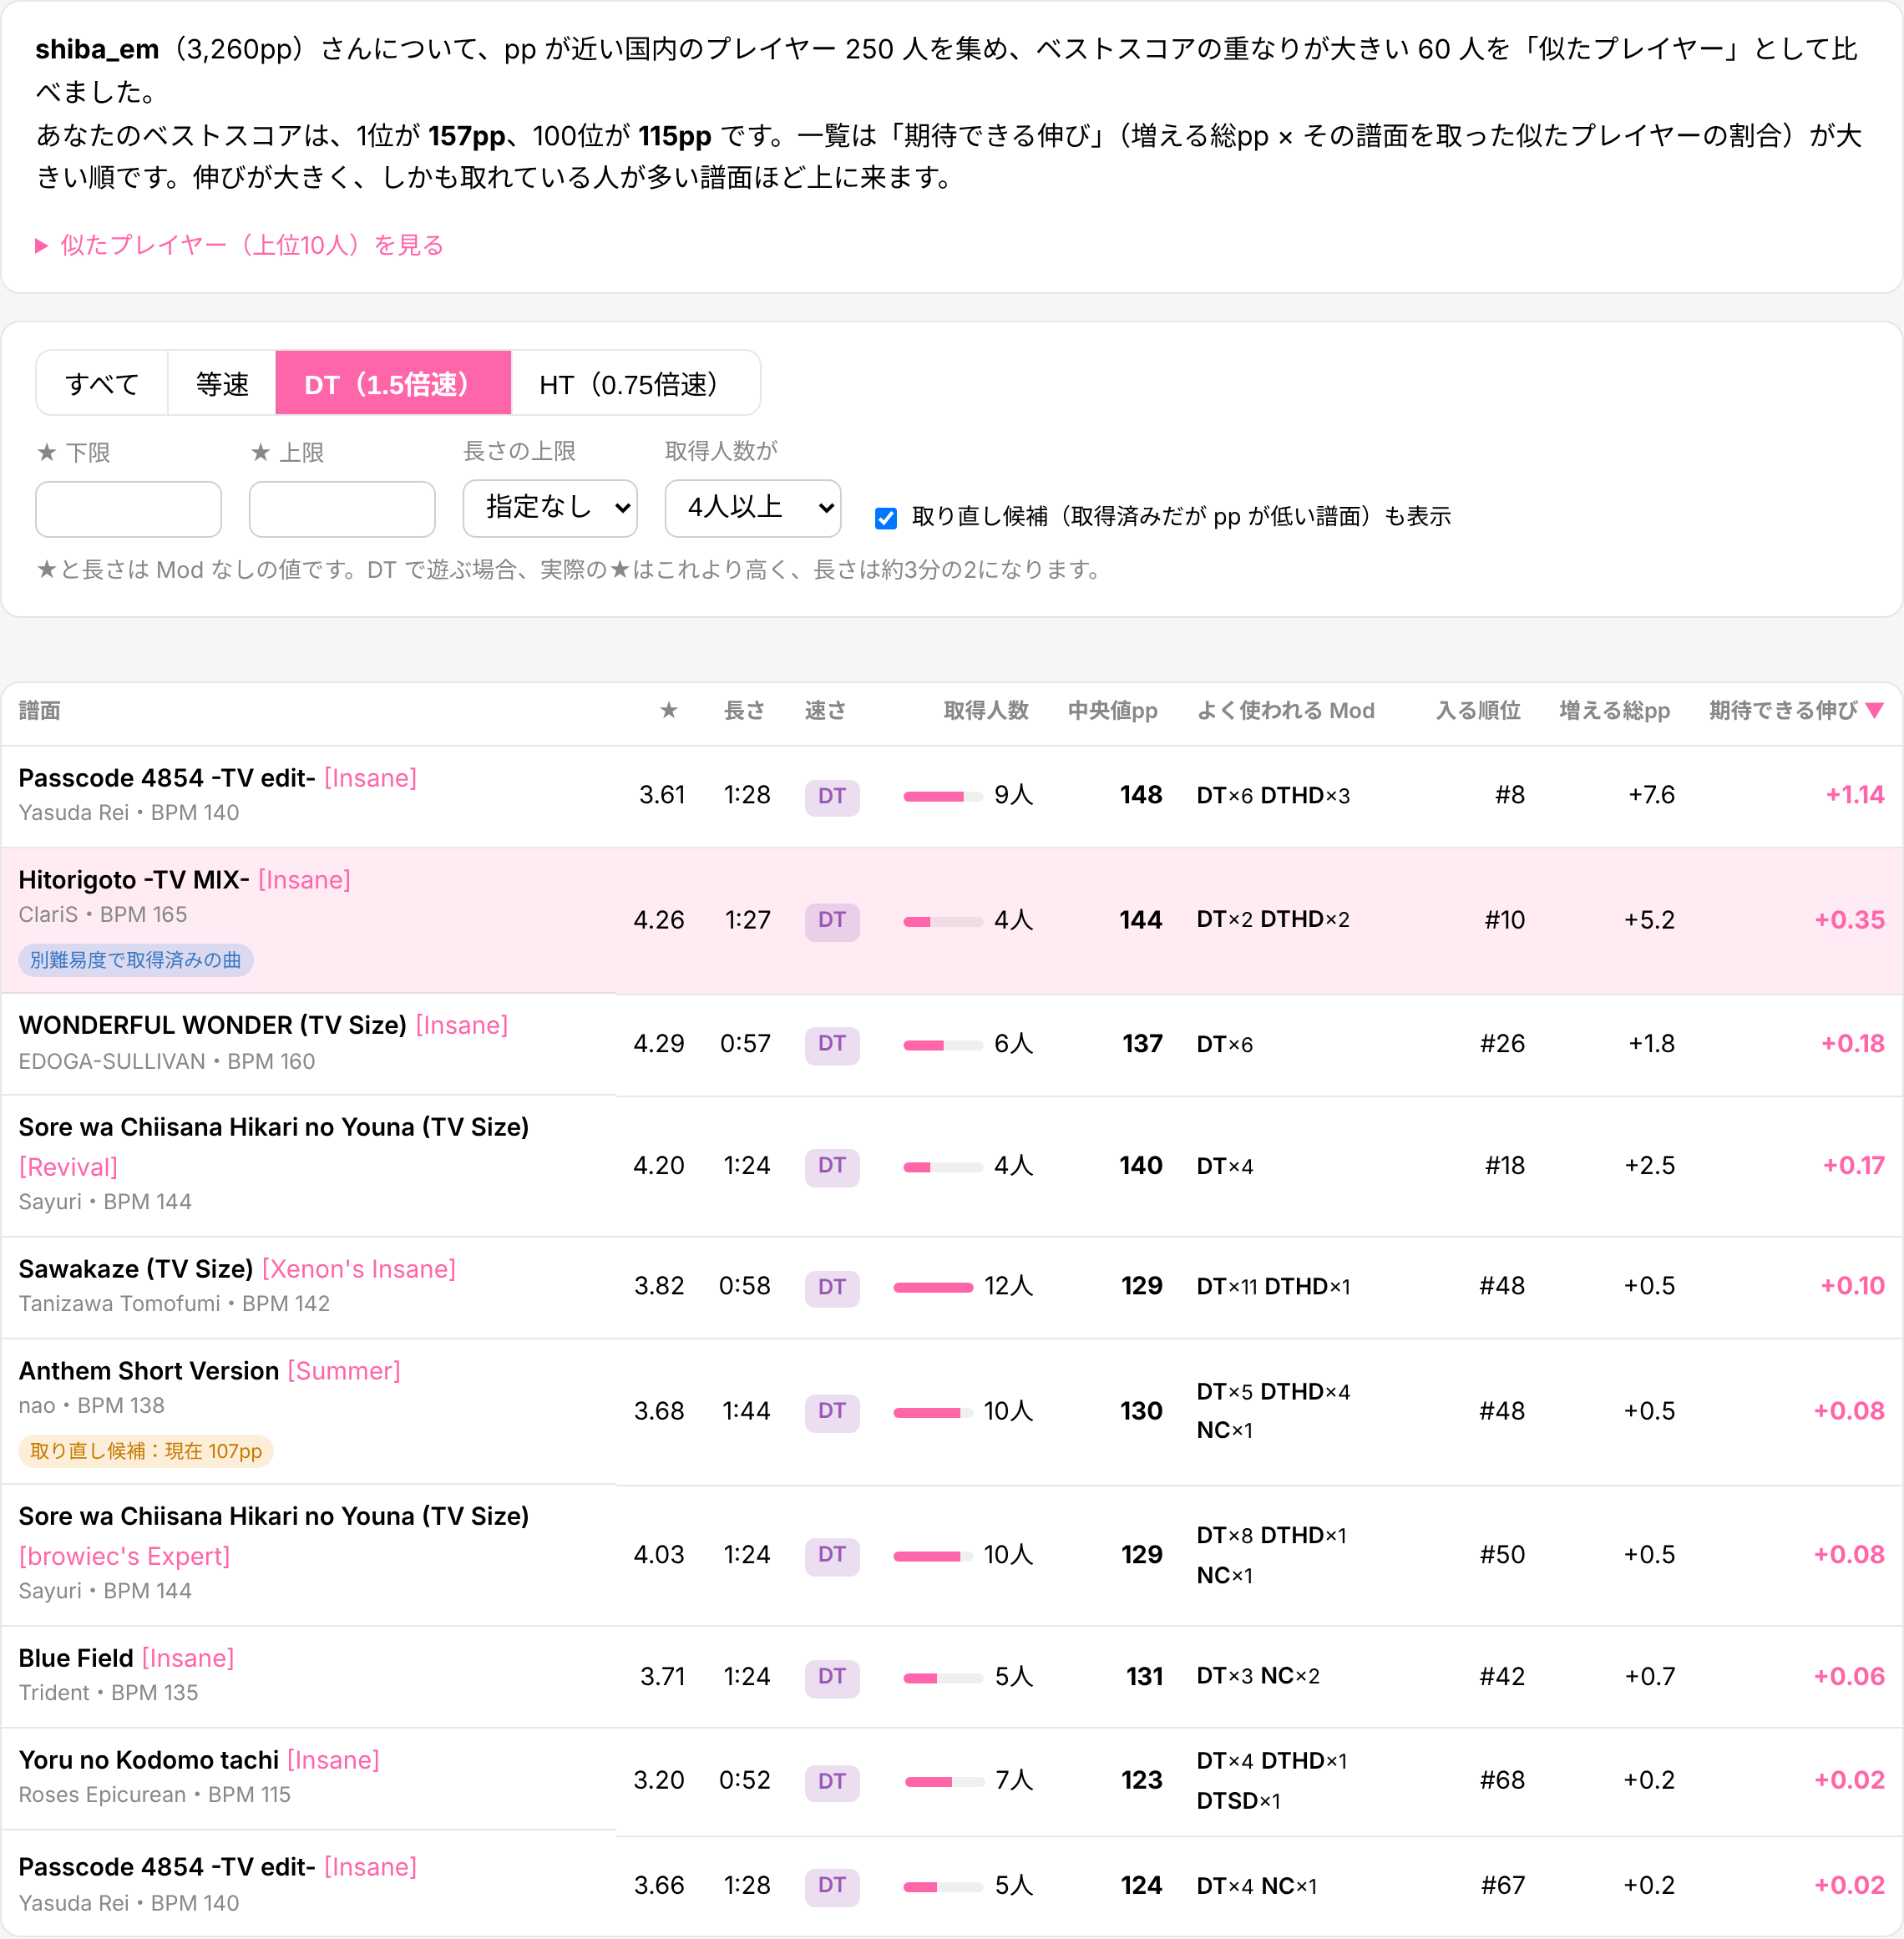 shiba_em（3,260pp）さんについて、pp が近い国内のプレイヤー 250 人を集め、ベストスコアの重なりが大きい 60 人を「似たプレイヤー」として比
べました。
あなたのベストスコアは、1位が 157pp、100位が 115pp です。一覧は「期待できる伸び」（増える総pp × その譜面を取った似たプレイヤーの割合）が大
きい順です。伸びが大きく、しかも取れている人が多い譜面ほど上に来ます。
▶ 似たプレイヤー（上位10人）を見る
すべて 等速 DT（1.5倍速） HT（0.75倍速）
★ 下限 ★ 上限 長さの上限 取得人数が
指定なし 4人以上 取り直し候補（取得済みだが pp が低い譜面）も表示
★と長さは Mod なしの値です。DT で遊ぶ場合、実際の★はこれより高く、長さは約3分の2になります。
譜面 ★ 長さ 速さ 取得人数 中央値pp よく使われる Mod 入る順位 増える総pp 期待できる伸び ▼
Passcode 4854 -TV edit- [Insane]
Yasuda Rei • BPM 140
3.61 1:28 DT 9人 148 DT×6 DTHD×3 #8 +7.6 +1.14
Hitorigoto -TV MIX- [Insane]
ClariS • BPM 165
別難易度で取得済みの曲
4.26 1:27 DT 4人 144 DT×2 DTHD×2 #10 +5.2 +0.35
WONDERFUL WONDER (TV Size) [Insane]
EDOGA-SULLIVAN • BPM 160
4.29 0:57 DT 6人 137 DT×6 #26 +1.8 +0.18
Sore wa Chiisana Hikari no Youna (TV Size)
[Revival]
Sayuri • BPM 144
4.20 1:24 DT 4人 140 DT×4 #18 +2.5 +0.17
Sawakaze (TV Size) [Xenon's Insane]
Tanizawa Tomofumi • BPM 142
3.82 0:58 DT 12人 129 DT×11 DTHD×1 #48 +0.5 +0.10
Anthem Short Version [Summer]
nao • BPM 138
取り直し候補：現在 107pp
3.68 1:44 DT 10人 130 DT×5 DTHD×4
NC×1
#48 +0.5 +0.08
Sore wa Chiisana Hikari no Youna (TV Size)
[browiec's Expert]
Sayuri • BPM 144
4.03 1:24 DT 10人 129 DT×8 DTHD×1
NC×1
#50 +0.5 +0.08
Blue Field [Insane]
Trident • BPM 135
3.71 1:24 DT 5人 131 DT×3 NC×2 #42 +0.7 +0.06
Yoru no Kodomo tachi [Insane]
Roses Epicurean • BPM 115
3.20 0:52 DT 7人 123 DT×4 DTHD×1
DTSD×1
#68 +0.2 +0.02
Passcode 4854 -TV edit- [Insane]
Yasuda Rei • BPM 140
3.66 1:28 DT 5人 124 DT×4 NC×1 #67 +0.2 +0.02